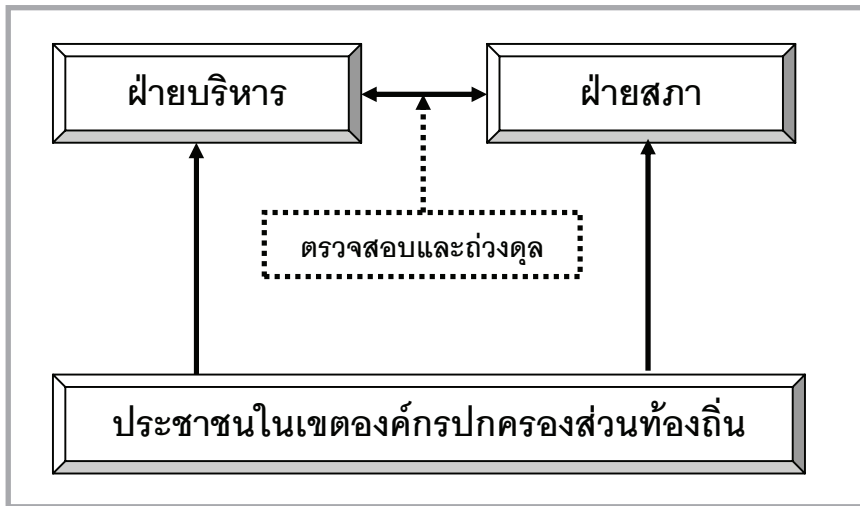 ฝ่ายบริหาร
ฝ่ายสภา
ตรวจสอบและถ่วงดุล
ประชาชนในเขตองค์กรปกครองส่วนท้องถิ่น